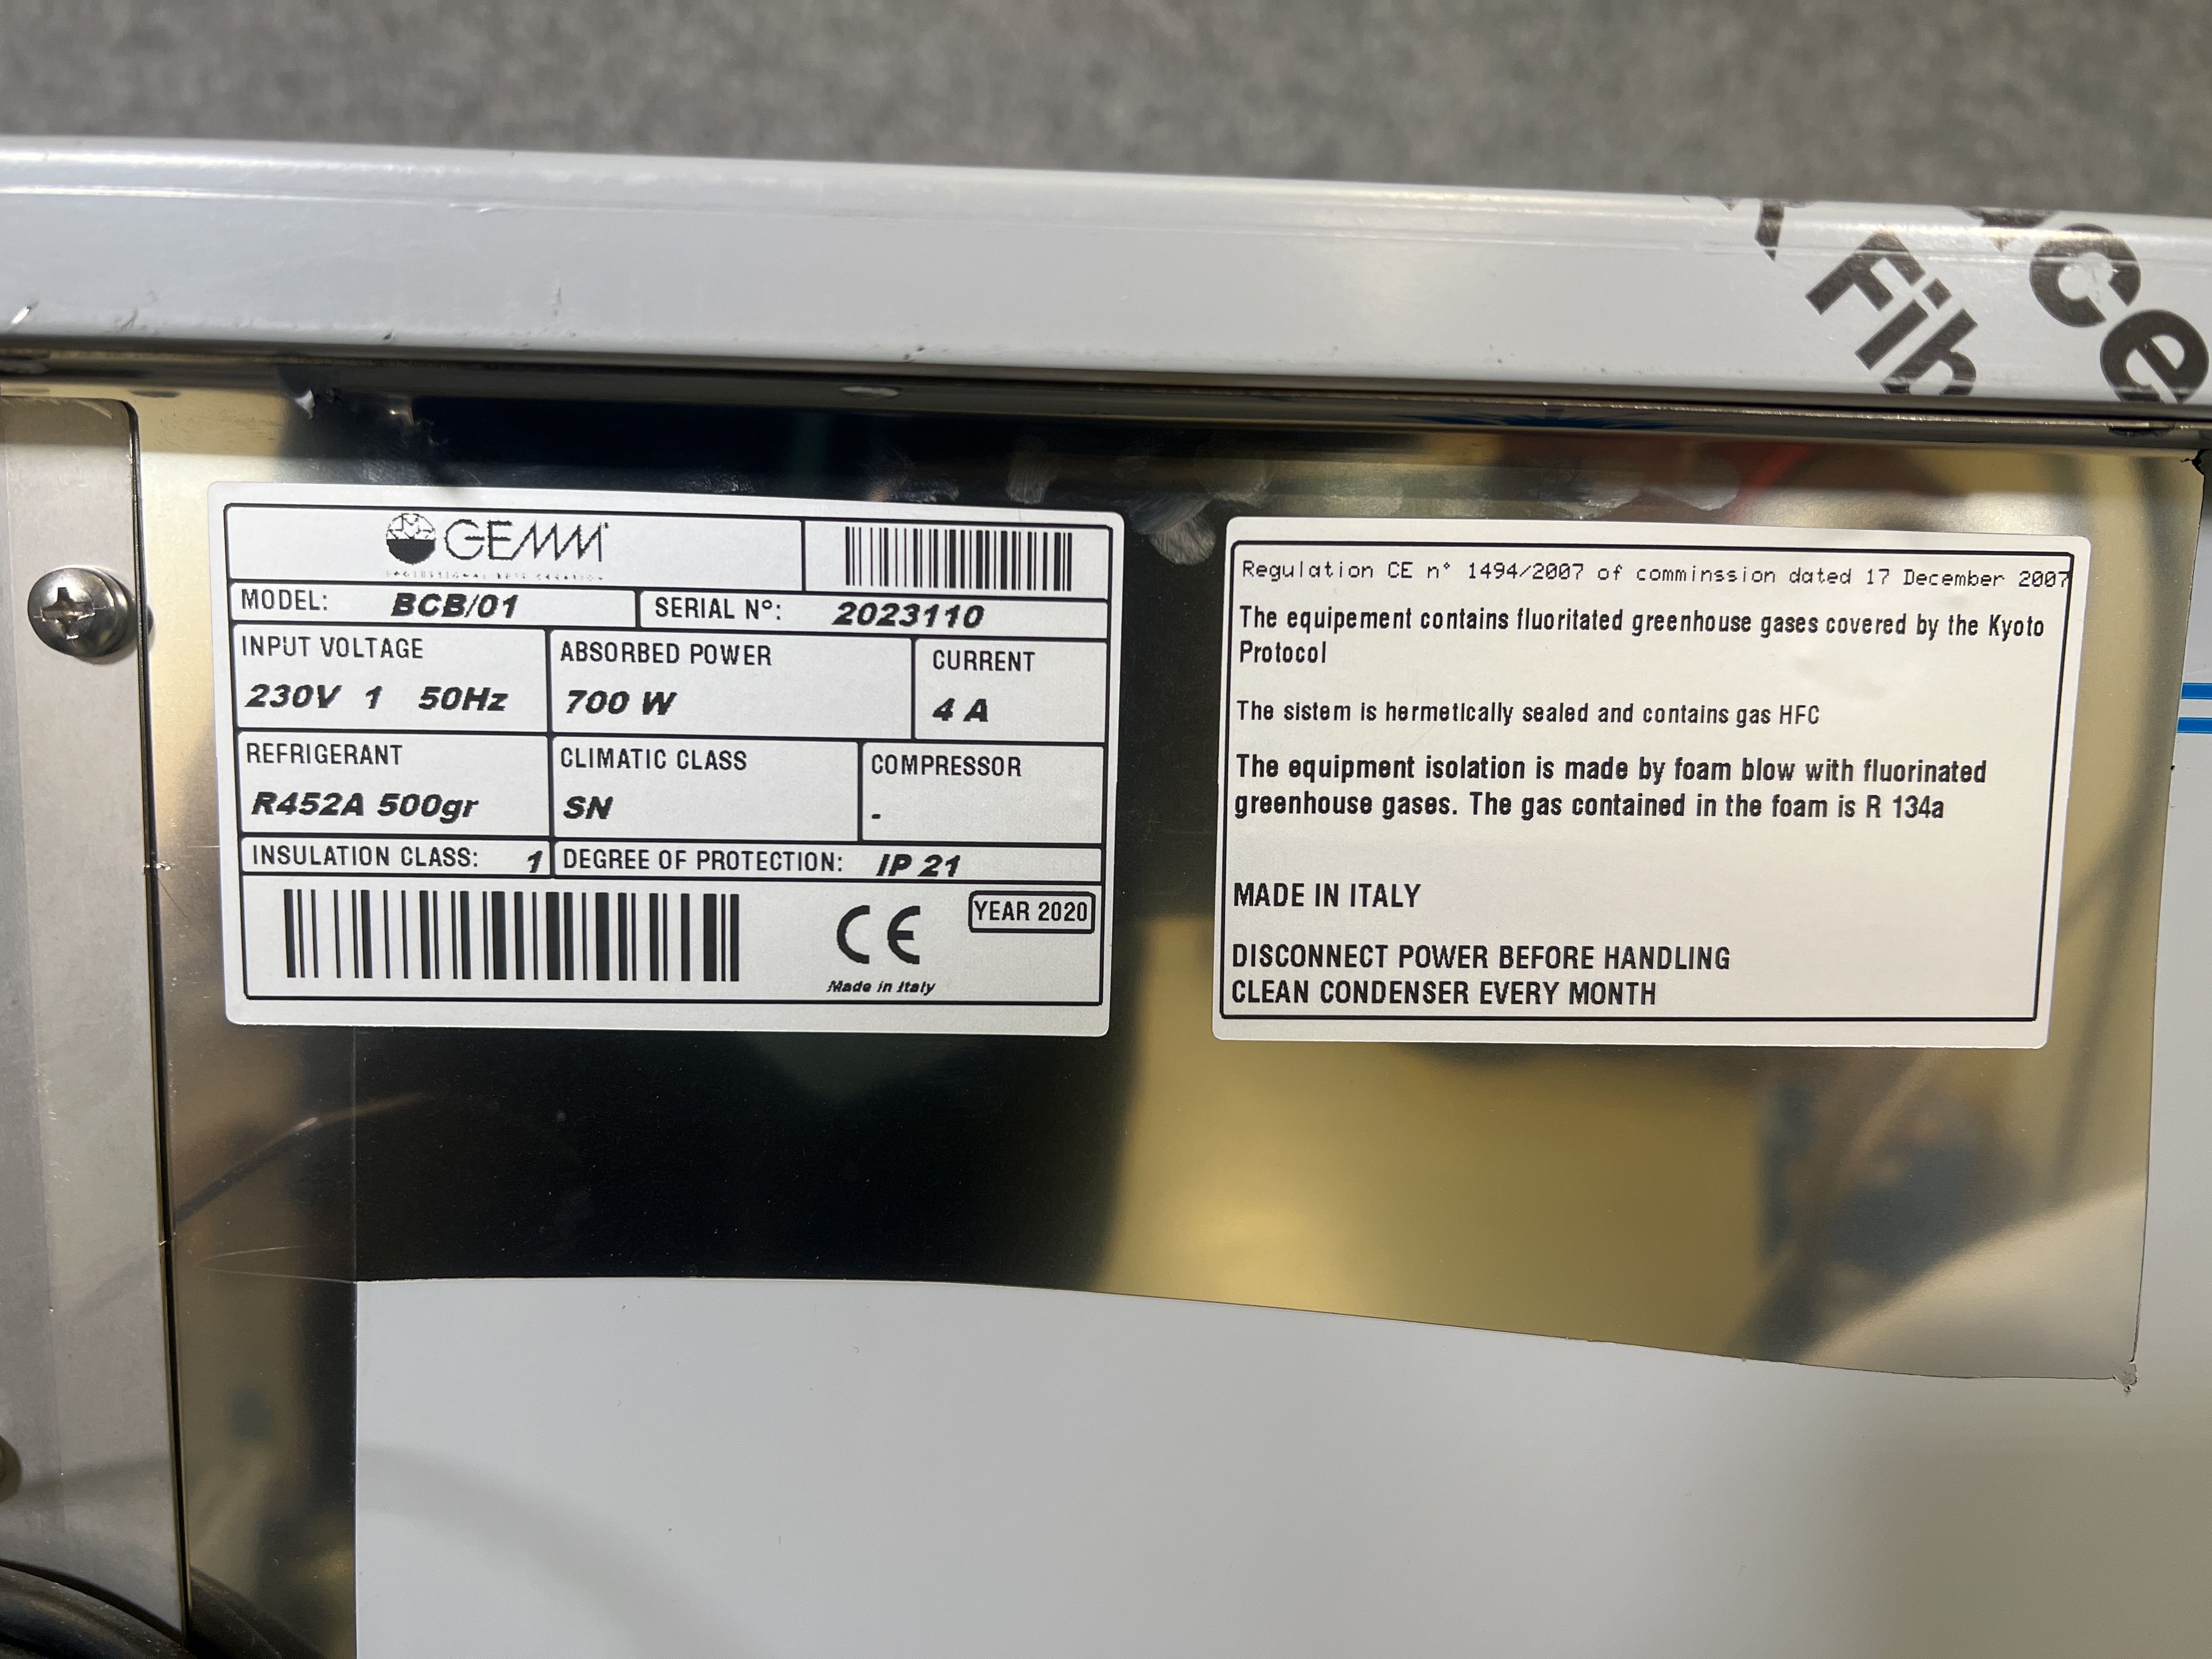 ce
Fib
GEMM
MODEL: BCB/01 SERIAL Nº: 2023110
INPUT VOLTAGE ABSORBED POWER CURRENT
230V 1 50Hz 700 W 4 A
REFRIGERANT CLIMATIC CLASS COMPRESSOR
R452A 500gr SN -
INSULATION CLASS: 1 DEGREE OF PROTECTION: IP 21
CE YEAR 2020
Made in Italy
Regulation CE n° 1494/2007 of comminssion dated 17 December 2007
The equipement contains fluoritated greenhouse gases covered by the Kyoto
Protocol
The sistem is hermetically sealed and contains gas HFC
The equipment isolation is made by foam blow with fluorinated
greenhouse gases. The gas contained in the foam is R 134a
MADE IN ITALY
DISCONNECT POWER BEFORE HANDLING
CLEAN CONDENSER EVERY MONTH